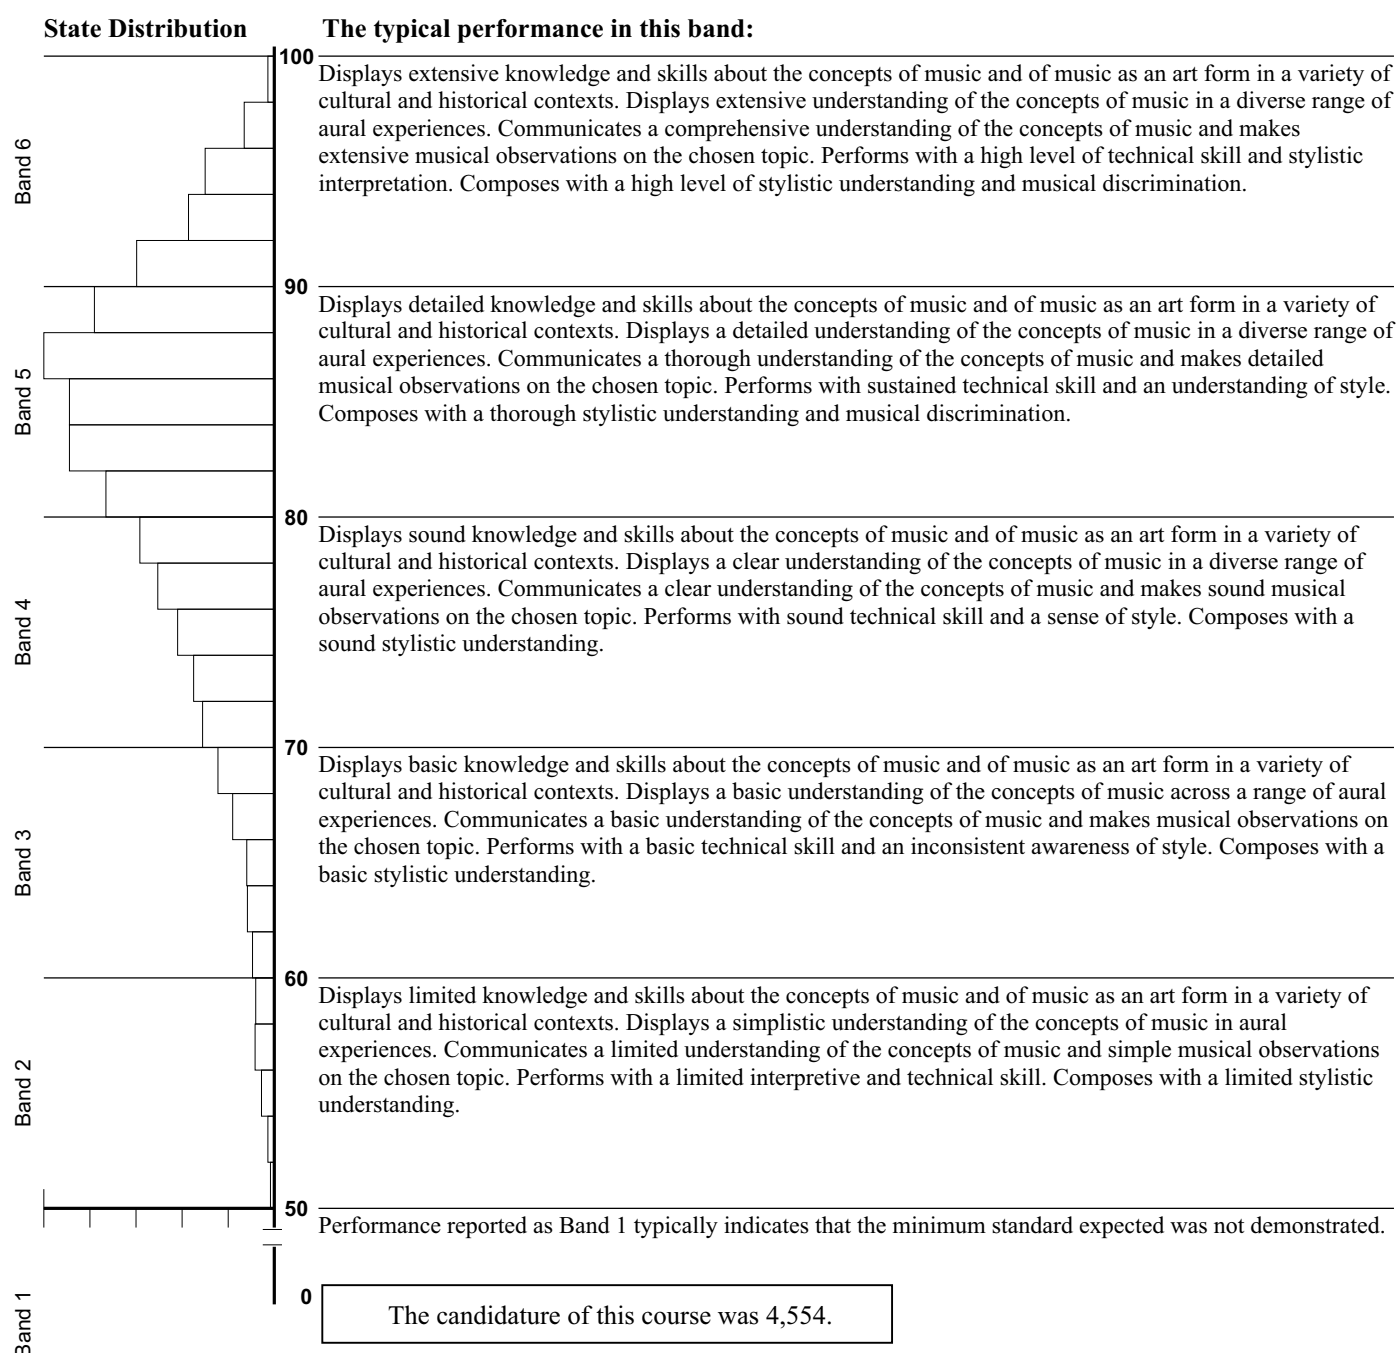 State Distribution
The typical performance in this band:
100
Displays extensive knowledge and skills about the concepts of music and of music as an art form in a variety of
cultural and historical contexts. Displays extensive understanding of the concepts of music in a diverse range of
aural experiences. Communicates a comprehensive understanding of the concepts of music and makes
extensive musical observations on the chosen topic. Performs with a high level of technical skill and stylistic
interpretation. Composes with a high level of stylistic understanding and musical discrimination.
Band 6
90
Displays detailed knowledge and skills about the concepts of music and of music as an art form in a variety of
cultural and historical contexts. Displays a detailed understanding of the concepts of music in a diverse range of
aural experiences. Communicates a thorough understanding of the concepts of music and makes detailed
musical observations on the chosen topic. Performs with sustained technical skill and an understanding of style.
Composes with a thorough stylistic understanding and musical discrimination.
Band 5
80
Displays sound knowledge and skills about the concepts of music and of music as an art form in a variety of
cultural and historical contexts. Displays a clear understanding of the concepts of music in a diverse range of
aural experiences. Communicates a clear understanding of the concepts of music and makes sound musical
observations on the chosen topic. Performs with sound technical skill and a sense of style. Composes with a
sound stylistic understanding.
Band 4
70
Displays basic knowledge and skills about the concepts of music and of music as an art form in a variety of
cultural and historical contexts. Displays a basic understanding of the concepts of music across a range of aural
experiences. Communicates a basic understanding of the concepts of music and makes musical observations on
the chosen topic. Performs with a basic technical skill and an inconsistent awareness of style. Composes with a
basic stylistic understanding.
Band 3
60
Displays limited knowledge and skills about the concepts of music and of music as an art form in a variety of
cultural and historical contexts. Displays a simplistic understanding of the concepts of music in aural
experiences. Communicates a limited understanding of the concepts of music and simple musical observations
on the chosen topic. Performs with a limited interpretive and technical skill. Composes with a limited stylistic
understanding.
Band 2
50
Performance reported as Band 1 typically indicates that the minimum standard expected was not demonstrated.
0
The candidature of this course was 4,554.
Band 1